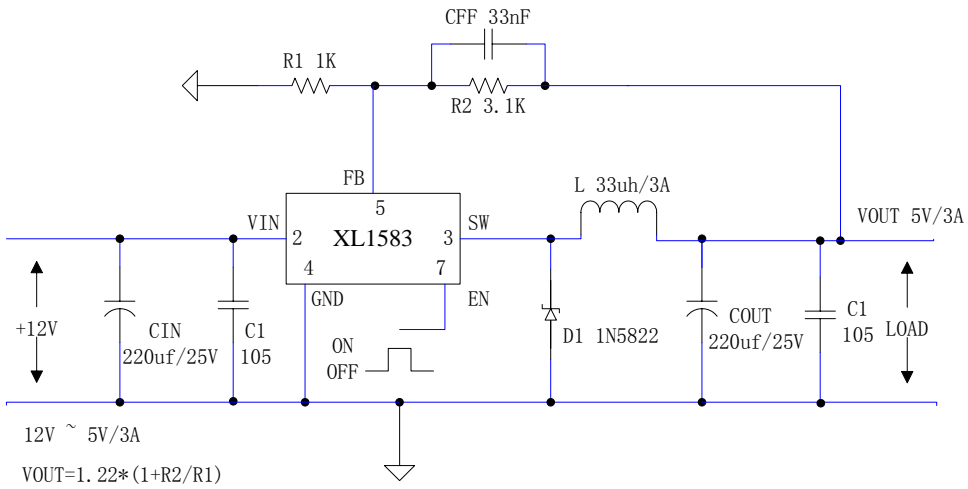 CFF 33nF
R1 1K
R2 3.1K
FB
L 33uh/3A
VIN
5
SW
VOUT 5V/3A
2
XL1583
3
4
7
GND
EN
+12V
CIN
220uf/25V
C1
105
ON
OFF
D1 1N5822
COUT
220uf/25V
C1
105
LOAD
12V ~ 5V/3A
VOUT=1.22*(1+R2/R1)